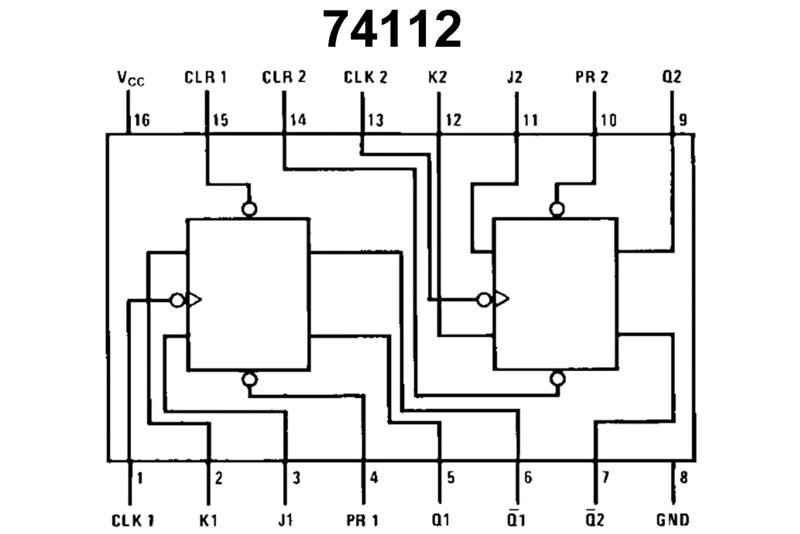 74112
VCC CLR 1 CLR 2 CLK 2 K2 J2 PR 2 Q2
16 15 14 13 12 11 10 9
1 2 3 4 5 6 7 8
CLK 1 K1 J1 PR 1 Q1 Q̅1 Q̅2 GND